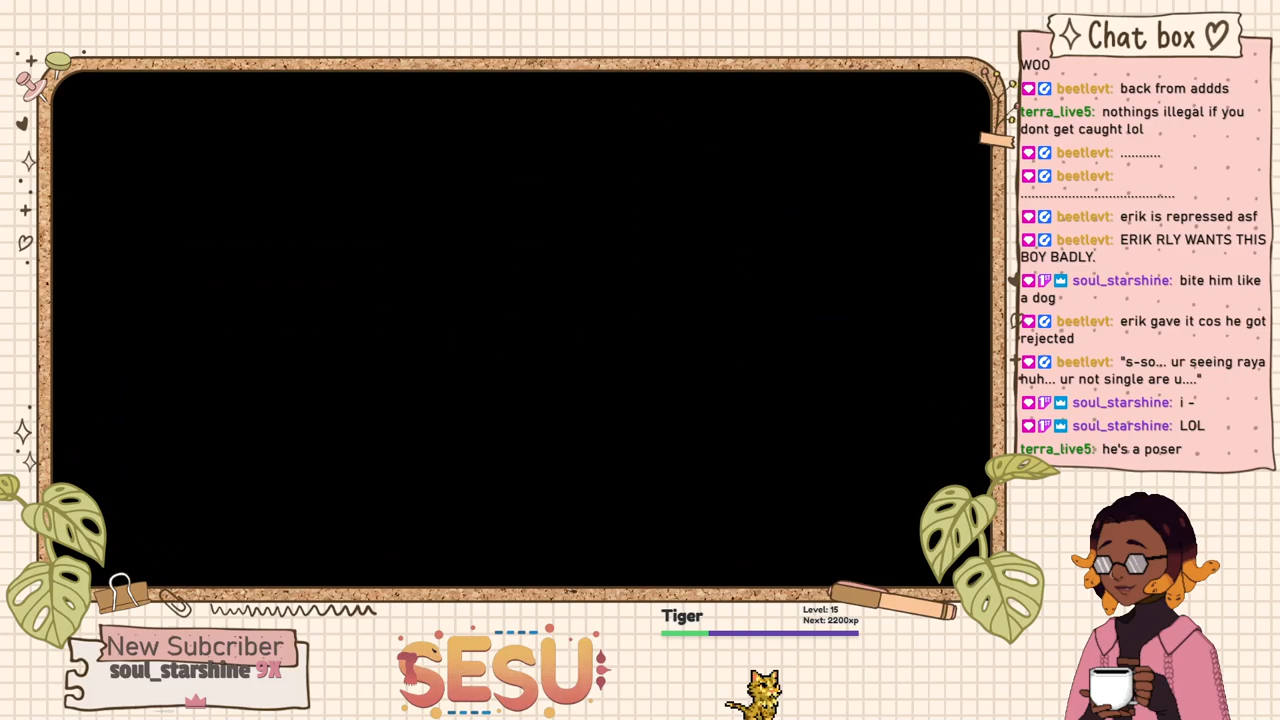 Chat box
WOO
beetlevt: back from addds
terra_live5: nothings illegal if you
dont get caught lol
beetlevt: ...........
beetlevt:
............................................
beetlevt: erik is repressed asf
beetlevt: ERIK RLY WANTS THIS
BOY BADLY.
soul_starshine: bite him like
a dog
beetlevt: erik gave it cos he got
rejected
beetlevt: "s-so... ur seeing raya
huh... ur not single are u...."
soul_starshine: i -
soul_starshine: LOL
terra_live5: he's a poser
New Subcriber
soul_starshine 9X
SESU
Tiger
Level: 15
Next: 2200xp